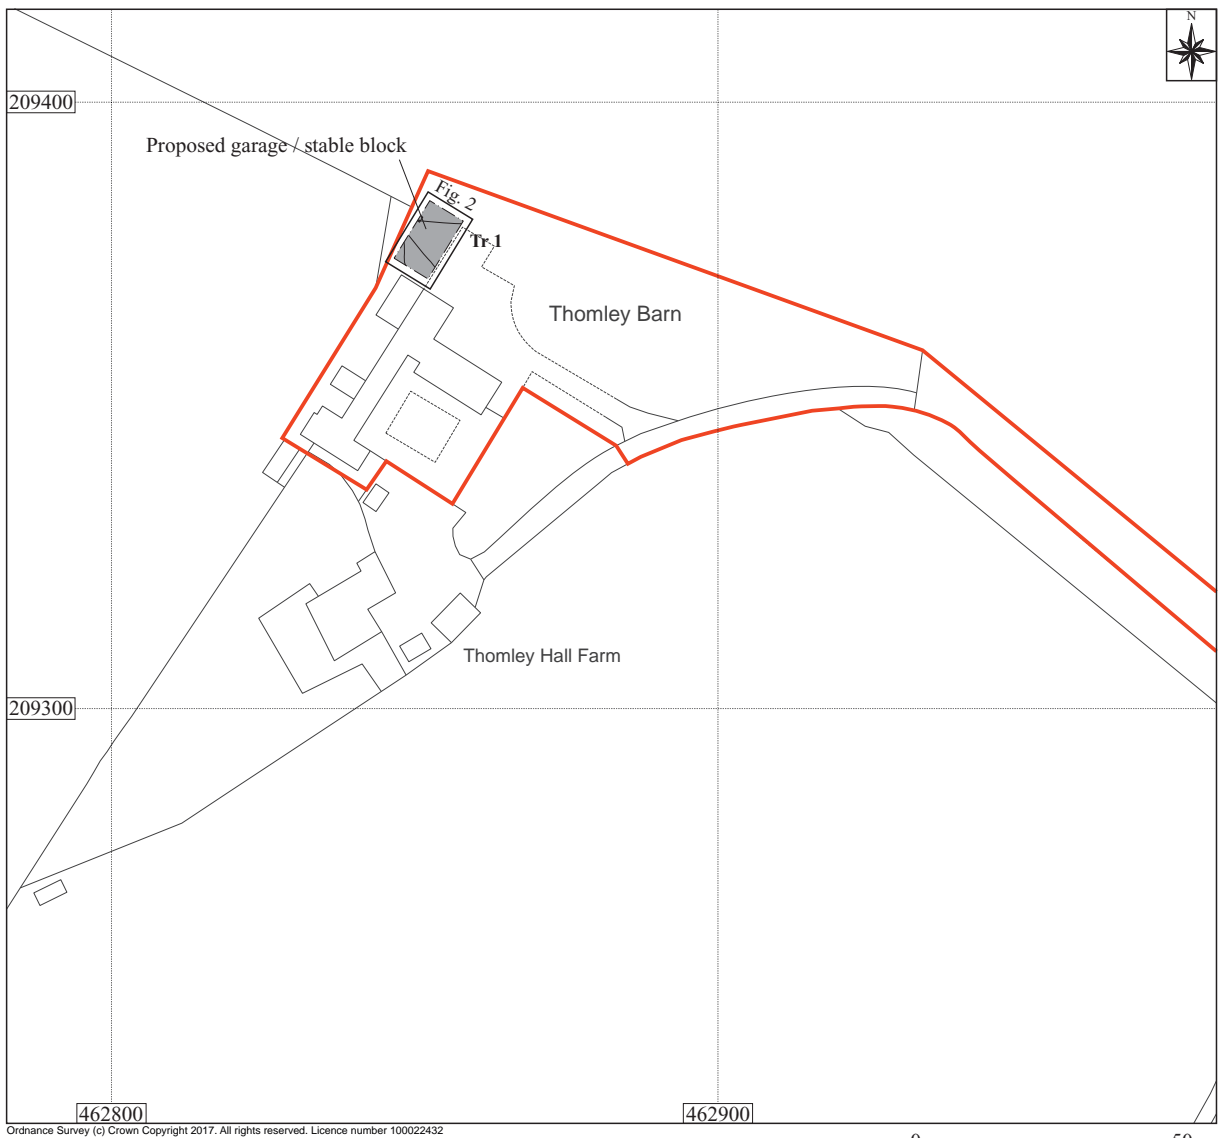 N
209400
Proposed garage / stable block
Fig. 2
Tr 1
Thomley Barn
Thomley Hall Farm
209300
462800
462900
Ordnance Survey (c) Crown Copyright 2017. All rights reserved. Licence number 100022432
0
50